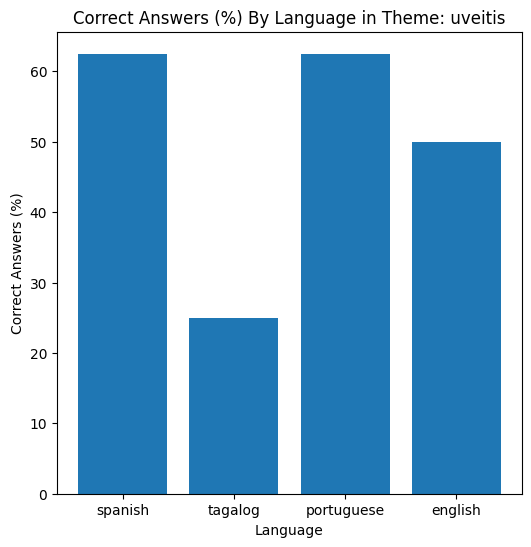 Correct Answers (%) By Language in Theme: uveitis
Correct Answers (%)
60
50
40
30
20
10
0
spanish tagalog portuguese english
Language